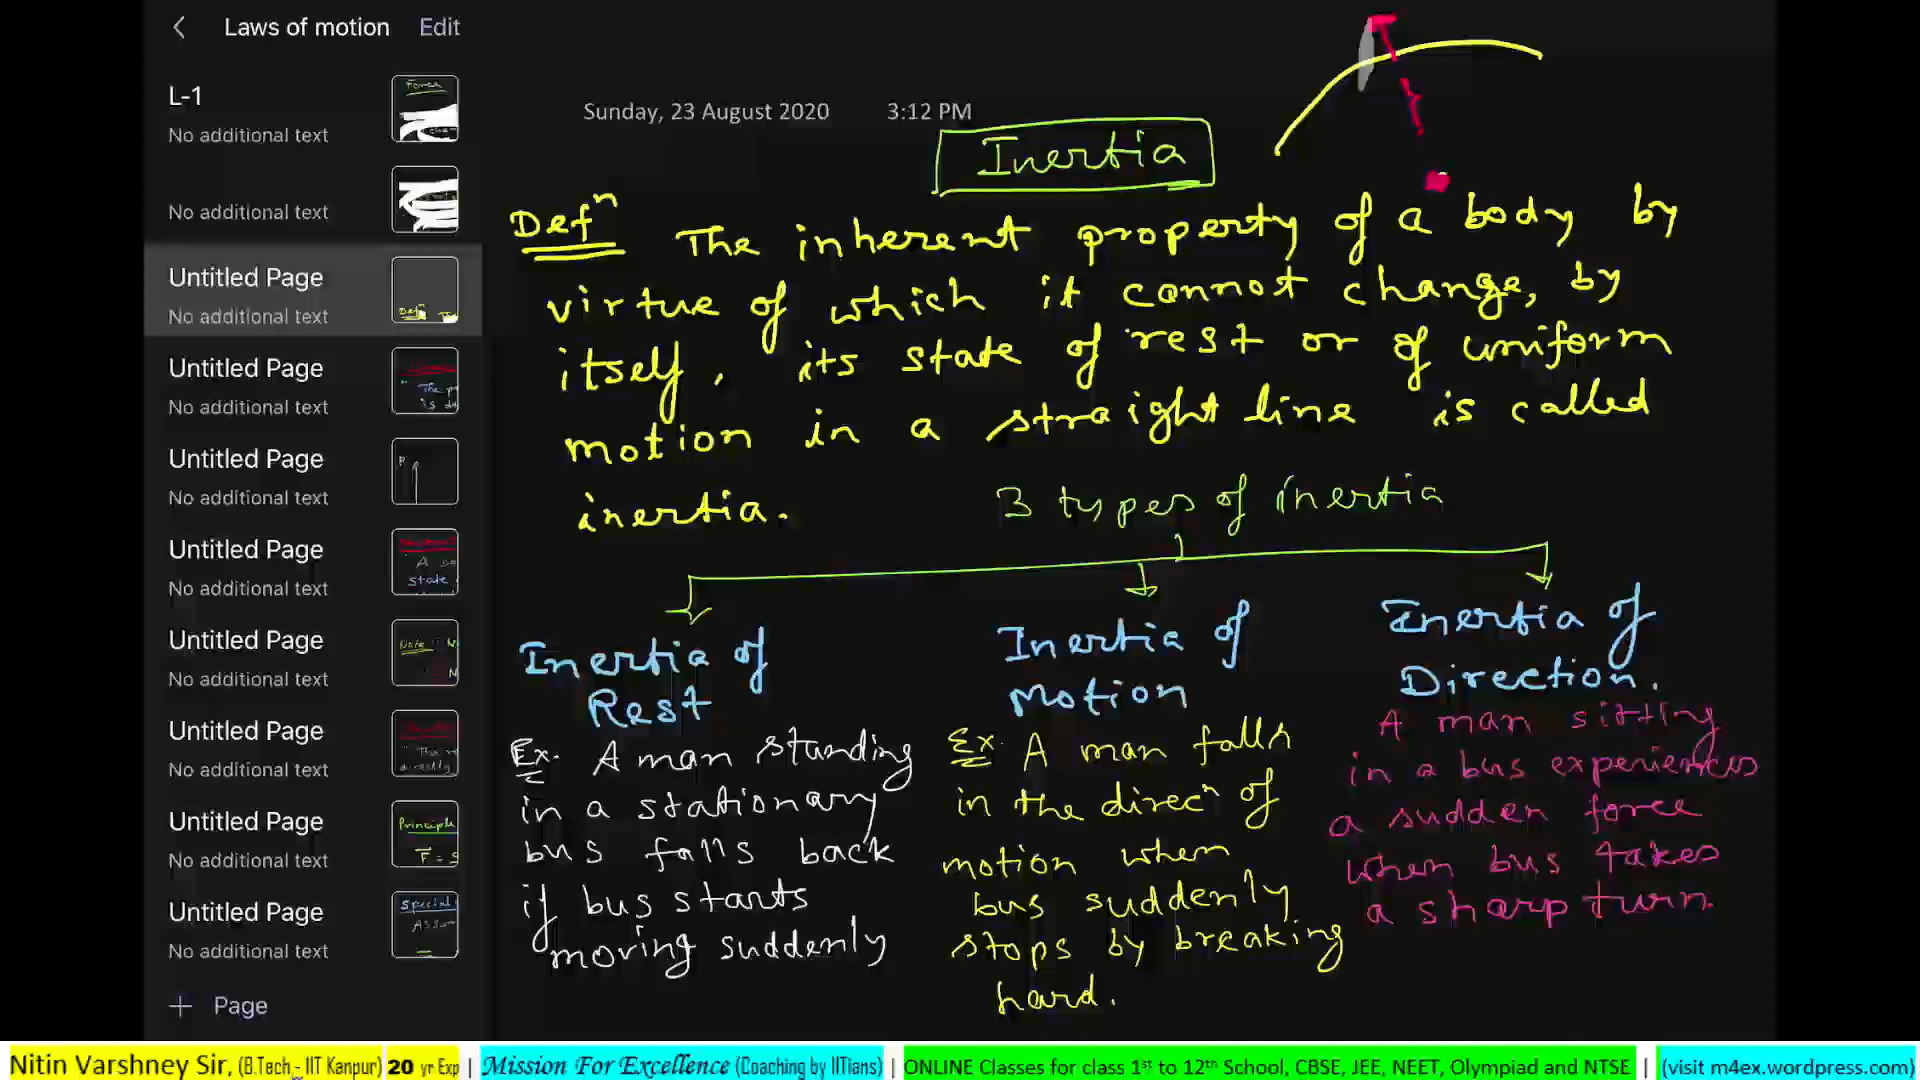 Laws of motion Edit
L-1
No additional text
No additional text
Untitled Page
No additional text
Untitled Page
No additional text
Untitled Page
No additional text
Untitled Page
No additional text
Untitled Page
No additional text
Untitled Page
No additional text
Untitled Page
No additional text
Untitled Page
No additional text
+ Page
Force
Defn
Note
Principle
Special
Sunday, 23 August 2020 3:12 PM
Inertia
Defn The inherent property of a body by
virtue of which it cannot change, by
itself, its state of rest or of uniform
motion in a straight line is called
inertia.
3 types of inertia
Inertia of
Rest
Ex. A man standing
in a stationary
bus falls back
if bus starts
moving suddenly
Inertia of
Motion
Ex. A man falls
in the direcn of
motion when
bus suddenly
stops by breaking
hard.
Inertia of
Direction.
A man sitting
in a bus experiences
a sudden force
when bus takes
a sharp turn.
Nitin Varshney Sir, (B.Tech,- IIT Kanpur) 20 yr Exp | Mission For Excellence (Coaching by IITians) | ONLINE Classes for class 1st to 12th School, CBSE, JEE, NEET, Olympiad and NTSE | (visit m4ex.wordpress.com)